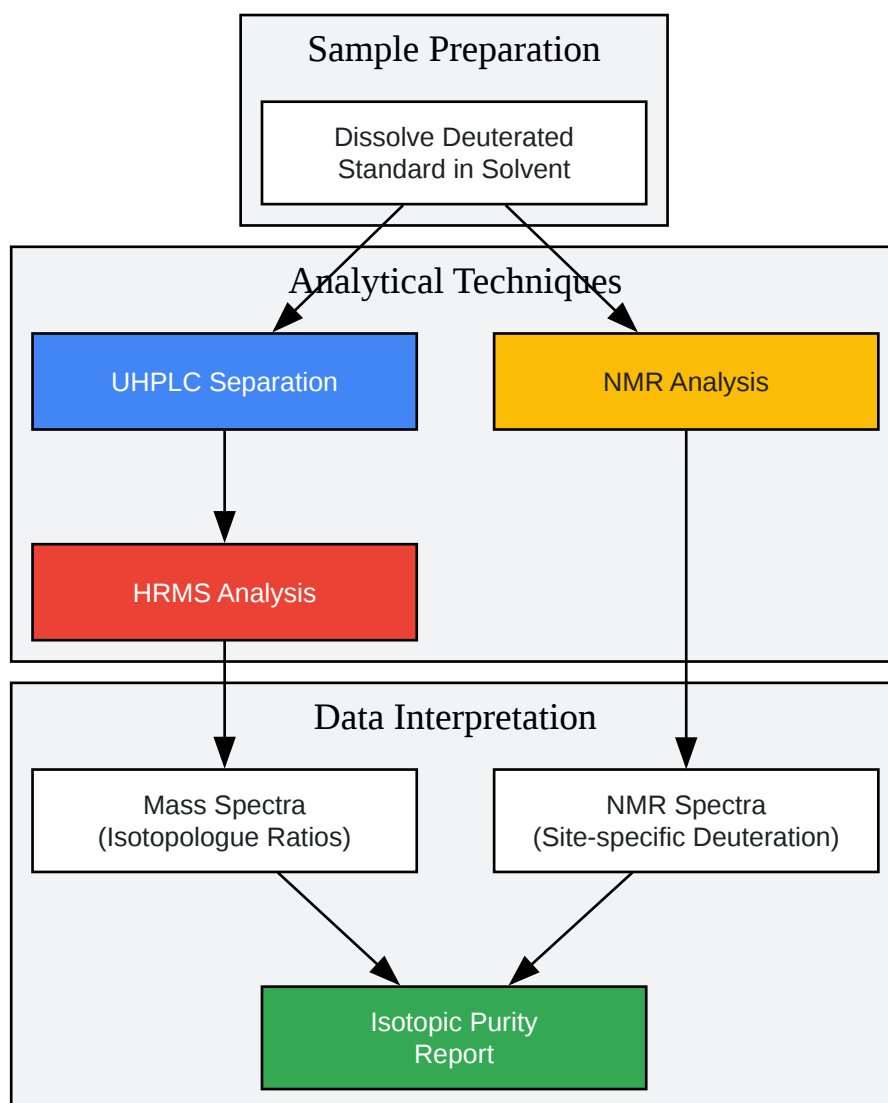 Sample Preparation
Dissolve Deuterated
Standard in Solvent
Analytical Techniques
UHPLC Separation
NMR Analysis
HRMS Analysis
Data Interpretation
Mass Spectra
(Isotopologue Ratios)
NMR Spectra
(Site-specific Deuteration)
Isotopic Purity
Report